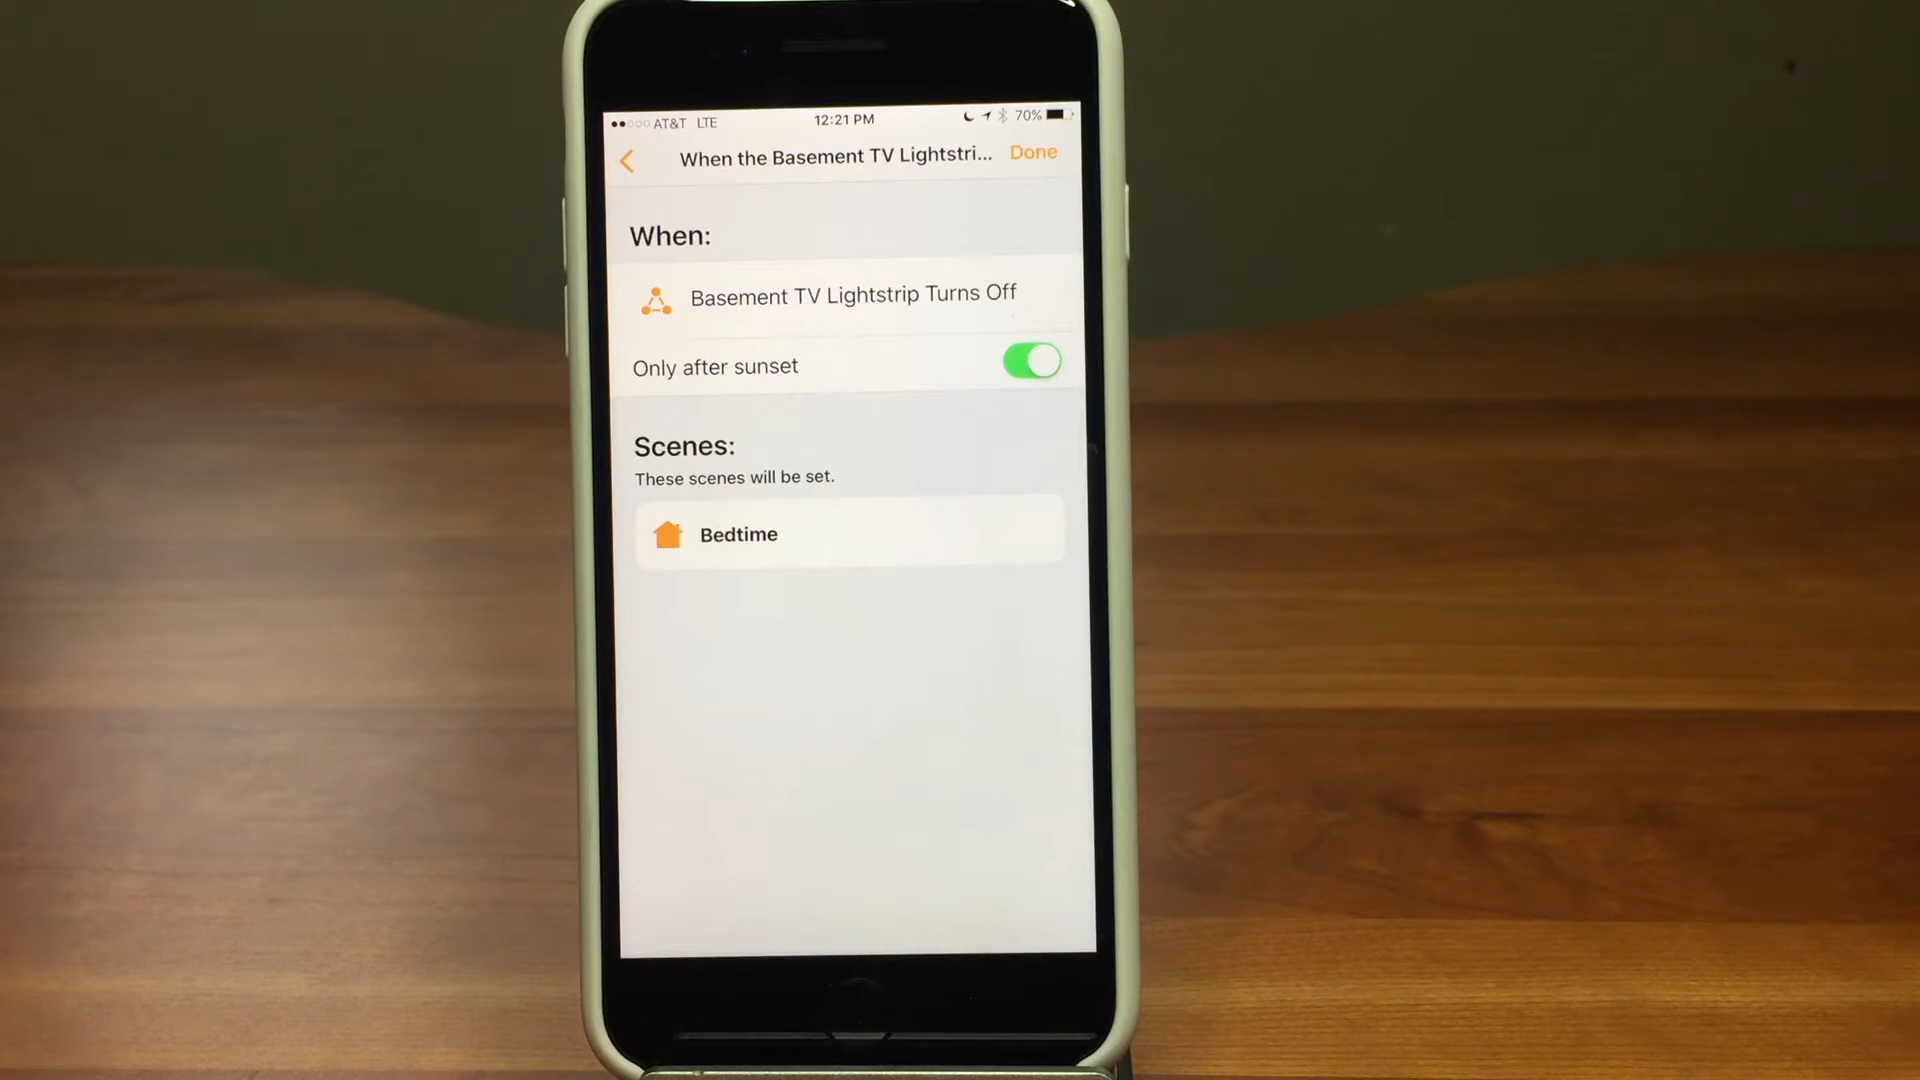 AT&T LTE 12:21 PM 70%
When the Basement TV Lightstri... Done
When:
Basement TV Lightstrip Turns Off
Only after sunset
Scenes:
These scenes will be set.
Bedtime